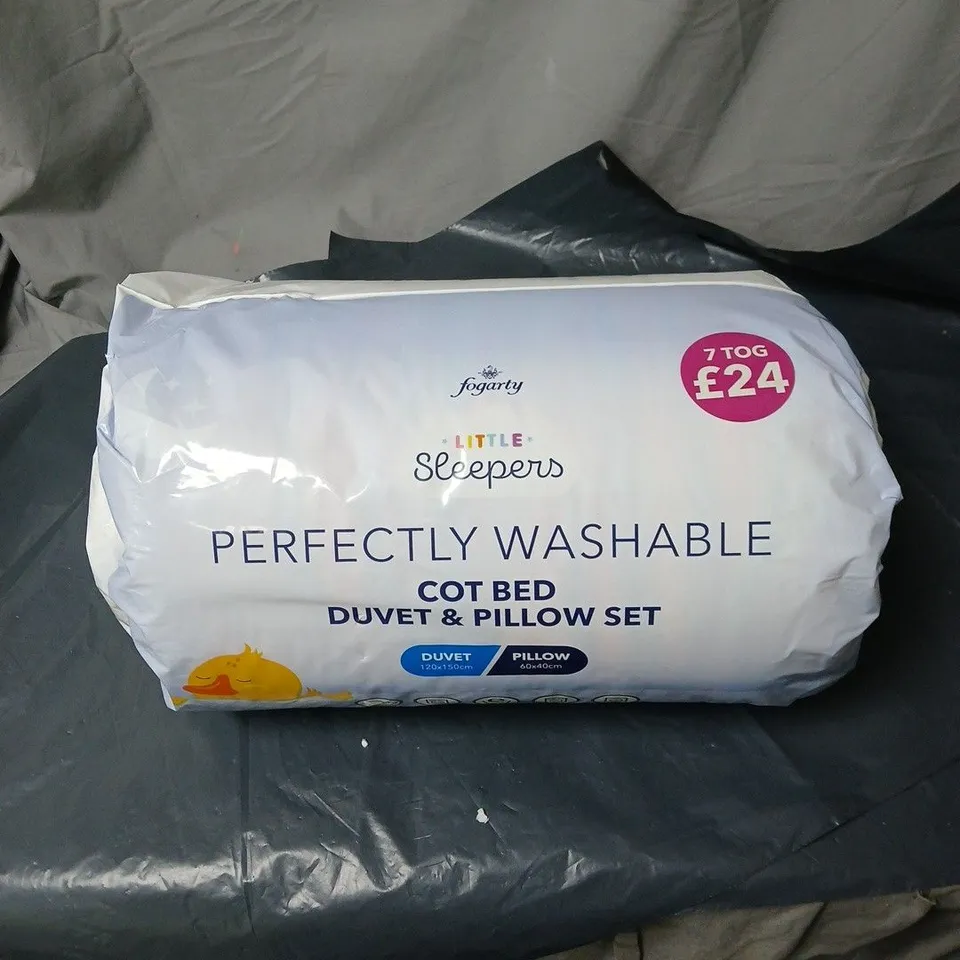 7 TOG
£24
fogarty
LITTLE
Sleepers
PERFECTLY WASHABLE
COT BED
DUVET & PILLOW SET
DUVET
120x150cm
PILLOW
60x40cm